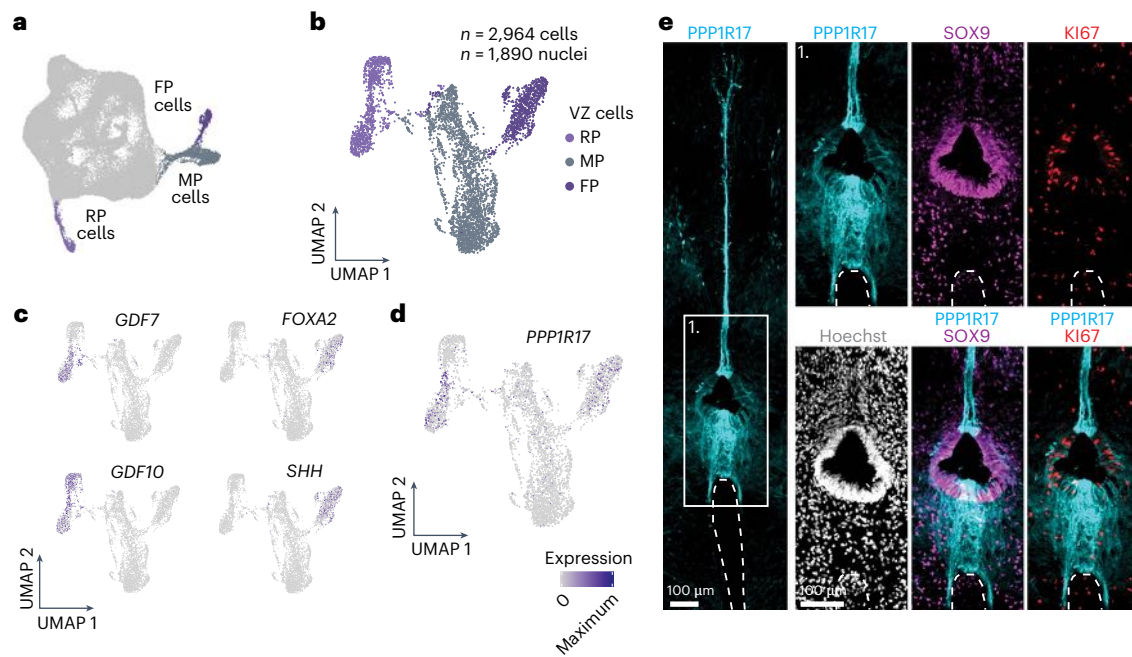 a
FP
cells
MP
cells
RP
cells
b
n = 2,964 cells
n = 1,890 nuclei
VZ cells
RP
MP
FP
UMAP 2
UMAP 1
c
GDF7
FOXA2
GDF10
SHH
UMAP 2
UMAP 1
d
PPP1R17
UMAP 2
UMAP 1
Expression
0
Maximum
e
PPP1R17
1.
100 µm
PPP1R17
SOX9
KI67
1.
Hoechst
PPP1R17
SOX9
PPP1R17
KI67
100 µm